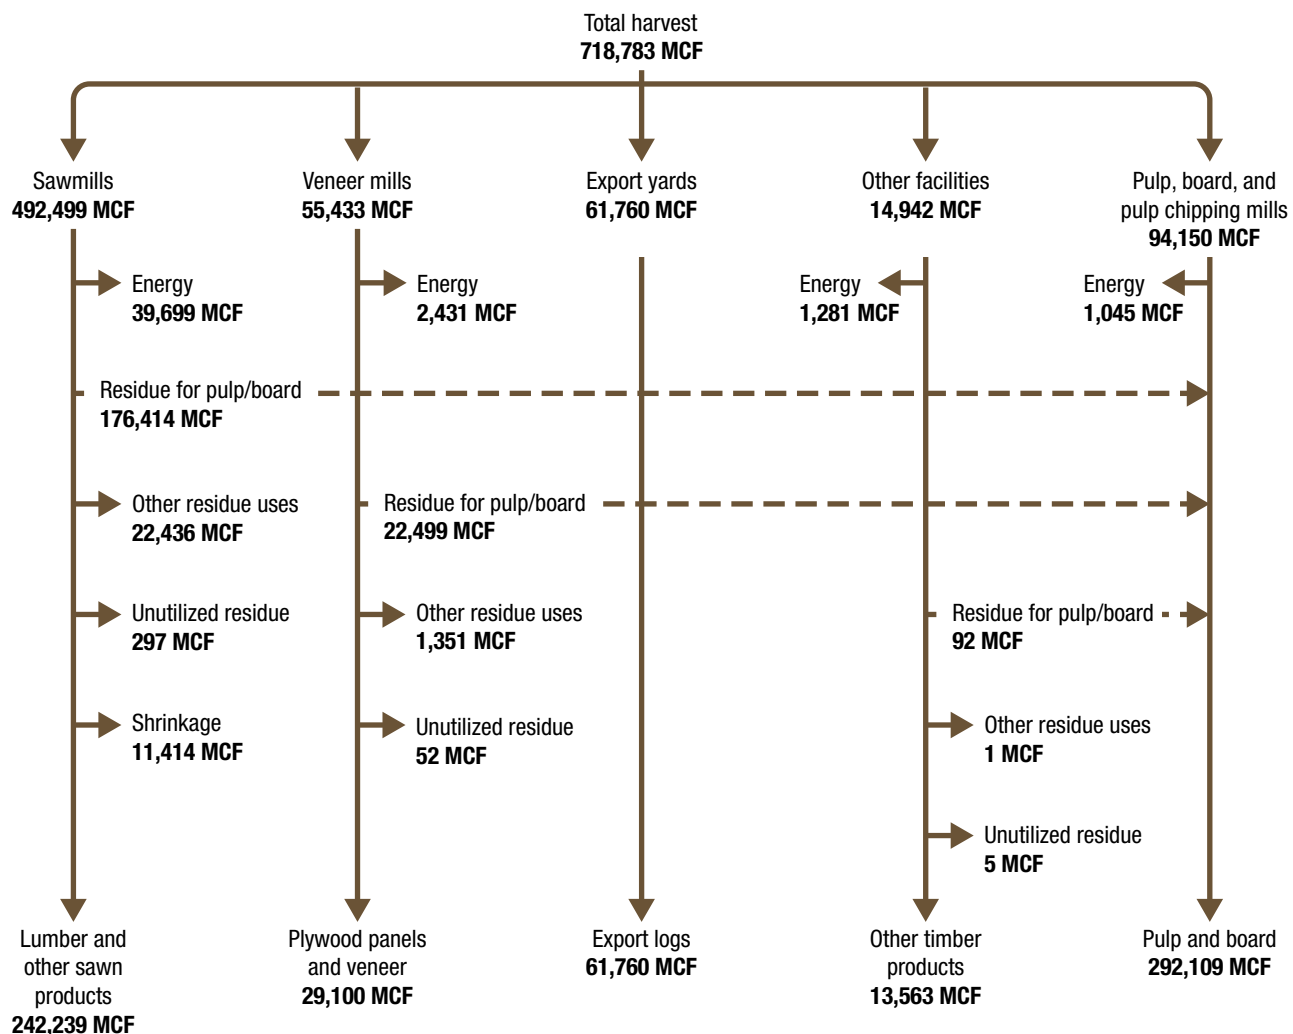 Total harvest
718,783 MCF
Sawmills
492,499 MCF
Veneer mills
55,433 MCF
Export yards
61,760 MCF
Other facilities
14,942 MCF
Pulp, board, and
pulp chipping mills
94,150 MCF
Energy
39,699 MCF
Energy
2,431 MCF
Energy
1,281 MCF
Energy
1,045 MCF
Residue for pulp/board
176,414 MCF
Other residue uses
22,436 MCF
Residue for pulp/board
22,499 MCF
Unutilized residue
297 MCF
Other residue uses
1,351 MCF
Residue for pulp/board
92 MCF
Shrinkage
11,414 MCF
Unutilized residue
52 MCF
Other residue uses
1 MCF
Unutilized residue
5 MCF
Lumber and
other sawn
products
242,239 MCF
Plywood panels
and veneer
29,100 MCF
Export logs
61,760 MCF
Other timber
products
13,563 MCF
Pulp and board
292,109 MCF